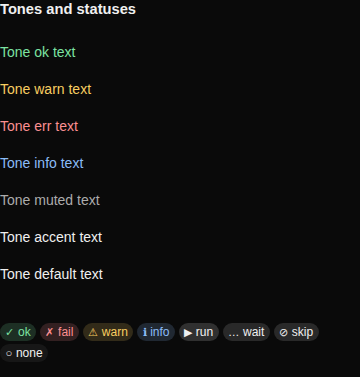 Tones and statuses
Tone ok text
Tone warn text
Tone err text
Tone info text
Tone muted text
Tone accent text
Tone default text
✓ ok ✗ fail ⚠ warn ℹ info ▶ run … wait ⊘ skip
○ none